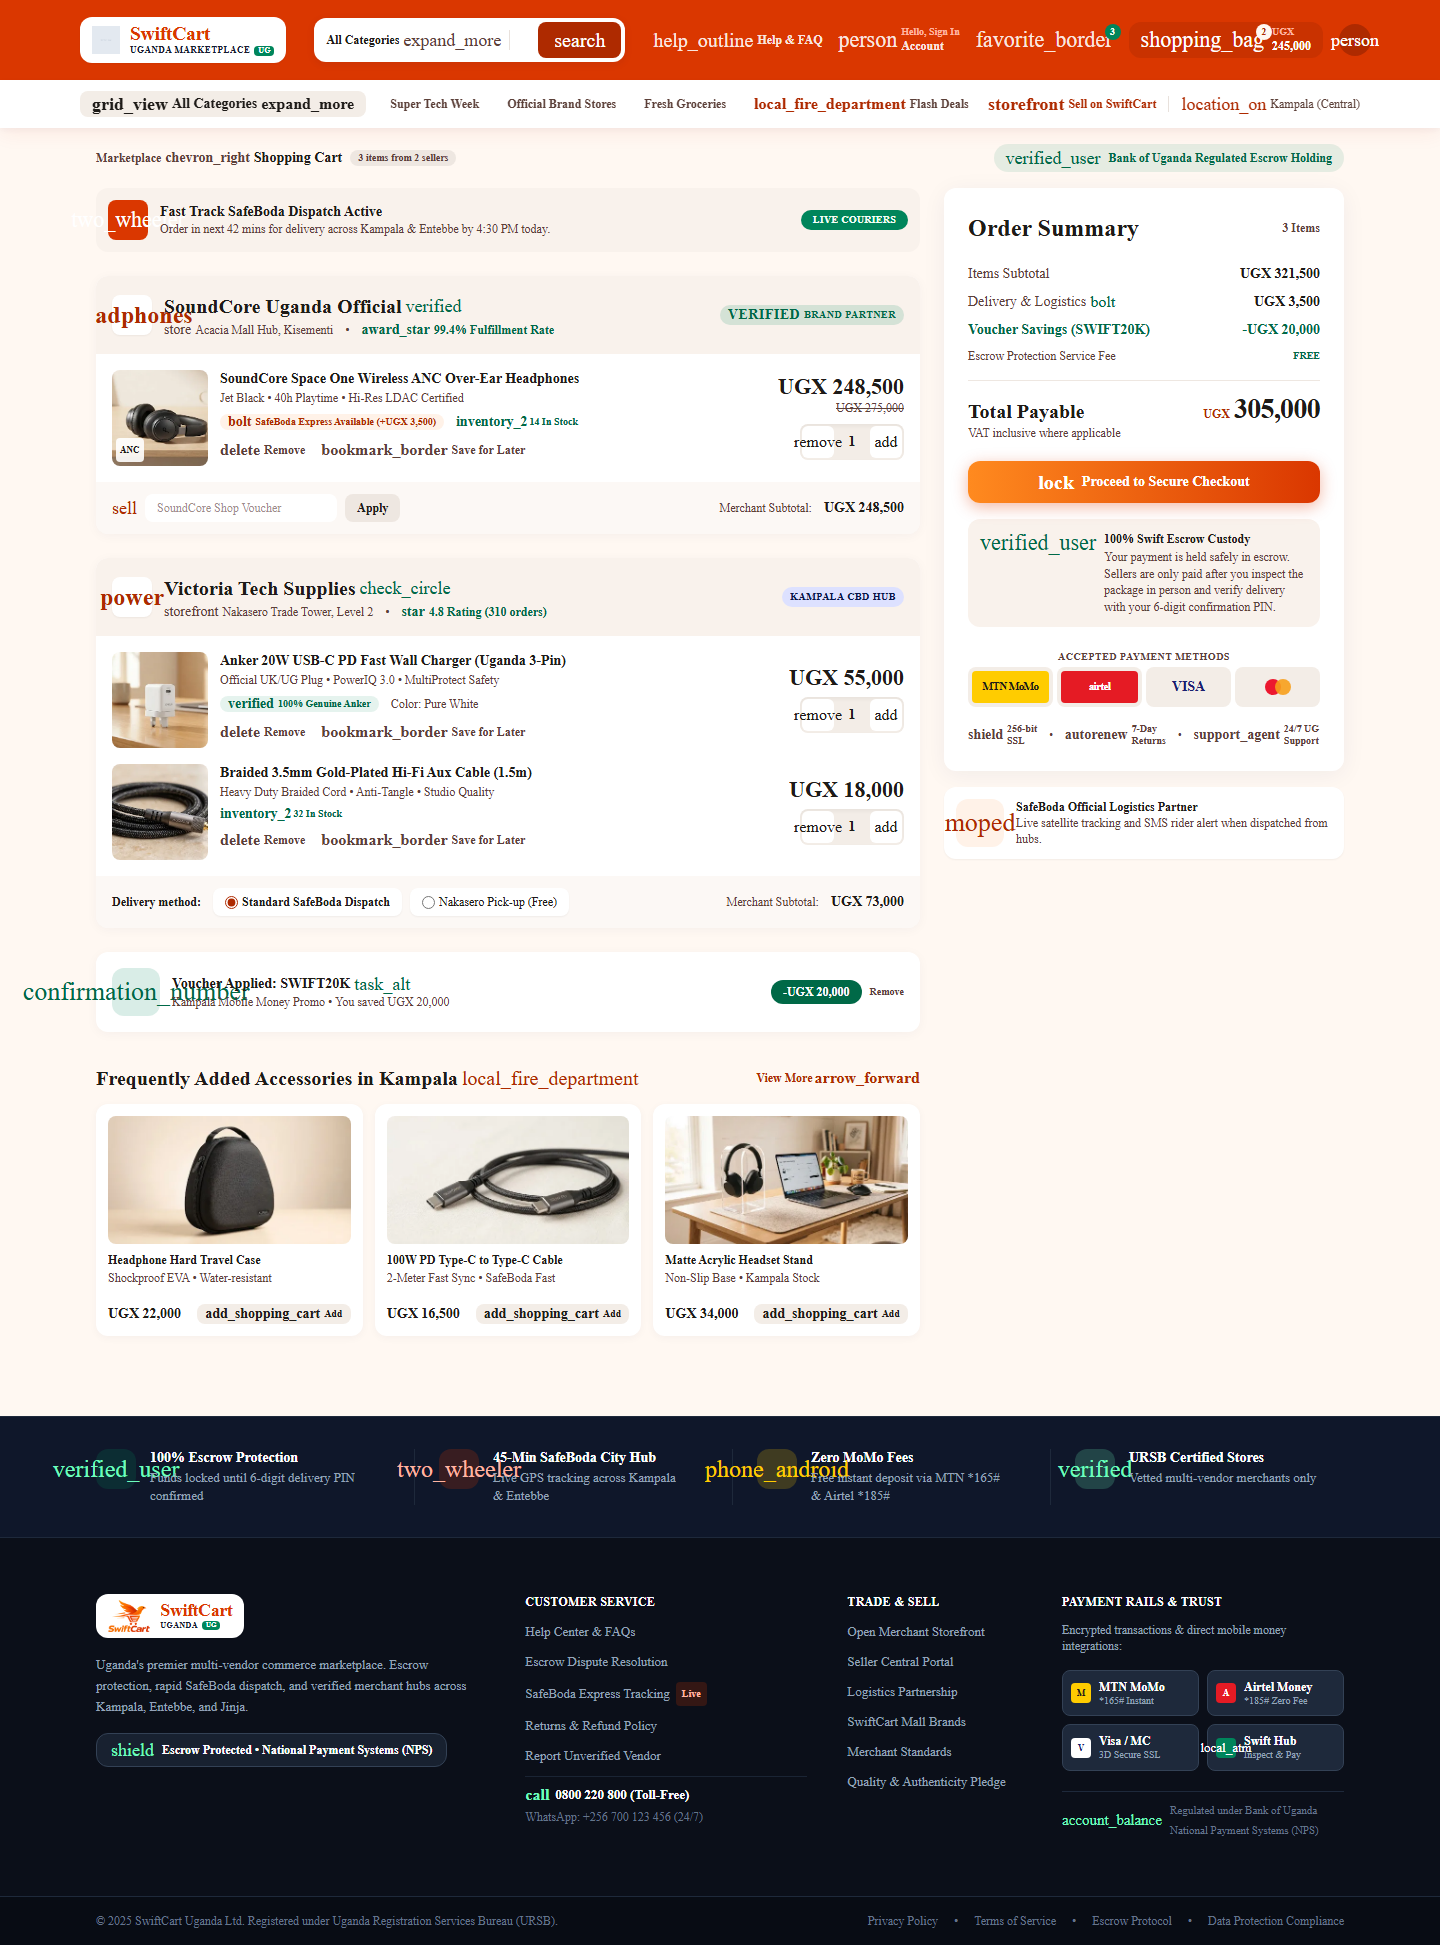 SwiftCart
UGANDA MARKETPLACE UG
All Categories expand_more
search
help_outline Help & FAQ
person Hello, Sign In
Account
favorite_border 3
shopping_bag 2 UGX
245,000
person
grid_view All Categories expand_more
Super Tech Week
Official Brand Stores
Fresh Groceries
local_fire_department Flash Deals
storefront Sell on SwiftCart
location_on Kampala (Central)
Marketplace chevron_right Shopping Cart 3 items from 2 sellers
verified_user Bank of Uganda Regulated Escrow Holding
Fast Track SafeBoda Dispatch Active
Order in next 42 mins for delivery across Kampala & Entebbe by 4:30 PM today.
LIVE COURIERS
adphones
SoundCore Uganda Official verified
store Acacia Mall Hub, Kisementi • award_star 99.4% Fulfillment Rate
VERIFIED BRAND PARTNER
ANC
SoundCore Space One Wireless ANC Over-Ear Headphones
Jet Black • 40h Playtime • Hi-Res LDAC Certified
bolt SafeBoda Express Available (+UGX 3,500) inventory_2 14 In Stock
delete Remove bookmark_border Save for Later
UGX 248,500
UGX 275,000
remove 1 add
sell SoundCore Shop Voucher Apply
Merchant Subtotal: UGX 248,500
power
Victoria Tech Supplies check_circle
storefront Nakasero Trade Tower, Level 2 • star 4.8 Rating (310 orders)
KAMPALA CBD HUB
Anker 20W USB-C PD Fast Wall Charger (Uganda 3-Pin)
Official UK/UG Plug • PowerIQ 3.0 • MultiProtect Safety
verified 100% Genuine Anker Color: Pure White
delete Remove bookmark_border Save for Later
UGX 55,000
remove 1 add
Braided 3.5mm Gold-Plated Hi-Fi Aux Cable (1.5m)
Heavy Duty Braided Cord • Anti-Tangle • Studio Quality
inventory_2 32 In Stock
delete Remove bookmark_border Save for Later
UGX 18,000
remove 1 add
Delivery method: Standard SafeBoda Dispatch Nakasero Pick-up (Free)
Merchant Subtotal: UGX 73,000
confirmation_number
Voucher Applied: SWIFT20K task_alt
Kampala Mobile Money Promo • You saved UGX 20,000
-UGX 20,000 Remove
Frequently Added Accessories in Kampala local_fire_department
View More arrow_forward
Headphone Hard Travel Case
Shockproof EVA • Water-resistant
UGX 22,000 add_shopping_cart Add
100W PD Type-C to Type-C Cable
2-Meter Fast Sync • SafeBoda Fast
UGX 16,500 add_shopping_cart Add
Matte Acrylic Headset Stand
Non-Slip Base • Kampala Stock
UGX 34,000 add_shopping_cart Add
Order Summary 3 Items
Items Subtotal UGX 321,500
Delivery & Logistics bolt UGX 3,500
Voucher Savings (SWIFT20K) -UGX 20,000
Escrow Protection Service Fee FREE
Total Payable UGX 305,000
VAT inclusive where applicable
lock Proceed to Secure Checkout
verified_user 100% Swift Escrow Custody
Your payment is held safely in escrow.
Sellers are only paid after you inspect the
package in person and verify delivery
with your 6-digit confirmation PIN.
ACCEPTED PAYMENT METHODS
MTN MoMo airtel VISA
shield 256-bit
SSL
•
autorenew 7-Day
Returns
•
support_agent 24/7 UG
Support
moped
SafeBoda Official Logistics Partner
Live satellite tracking and SMS rider alert when dispatched from
hubs.
verified_user
100% Escrow Protection
Funds locked until 6-digit delivery PIN
confirmed
two_wheeler
45-Min SafeBoda City Hub
Live GPS tracking across Kampala
& Entebbe
phone_android
Zero MoMo Fees
Free instant deposit via MTN *165#
& Airtel *185#
verified
URSB Certified Stores
Vetted multi-vendor merchants only
SwiftCart
SwiftCart
UGANDA UG
Uganda's premier multi-vendor commerce marketplace. Escrow
protection, rapid SafeBoda dispatch, and verified merchant hubs across
Kampala, Entebbe, and Jinja.
shield Escrow Protected • National Payment Systems (NPS)
CUSTOMER SERVICE
Help Center & FAQs
Escrow Dispute Resolution
SafeBoda Express Tracking Live
Returns & Refund Policy
Report Unverified Vendor
call 0800 220 800 (Toll-Free)
WhatsApp: +256 700 123 456 (24/7)
TRADE & SELL
Open Merchant Storefront
Seller Central Portal
Logistics Partnership
SwiftCart Mall Brands
Merchant Standards
Quality & Authenticity Pledge
PAYMENT RAILS & TRUST
Encrypted transactions & direct mobile money
integrations:
M MTN MoMo
*165# Instant
A Airtel Money
*185# Zero Fee
V Visa / MC
3D Secure SSL
local_atm Swift Hub
Inspect & Pay
account_balance Regulated under Bank of Uganda
National Payment Systems (NPS)
© 2025 SwiftCart Uganda Ltd. Registered under Uganda Registration Services Bureau (URSB).
Privacy Policy • Terms of Service • Escrow Protocol • Data Protection Compliance